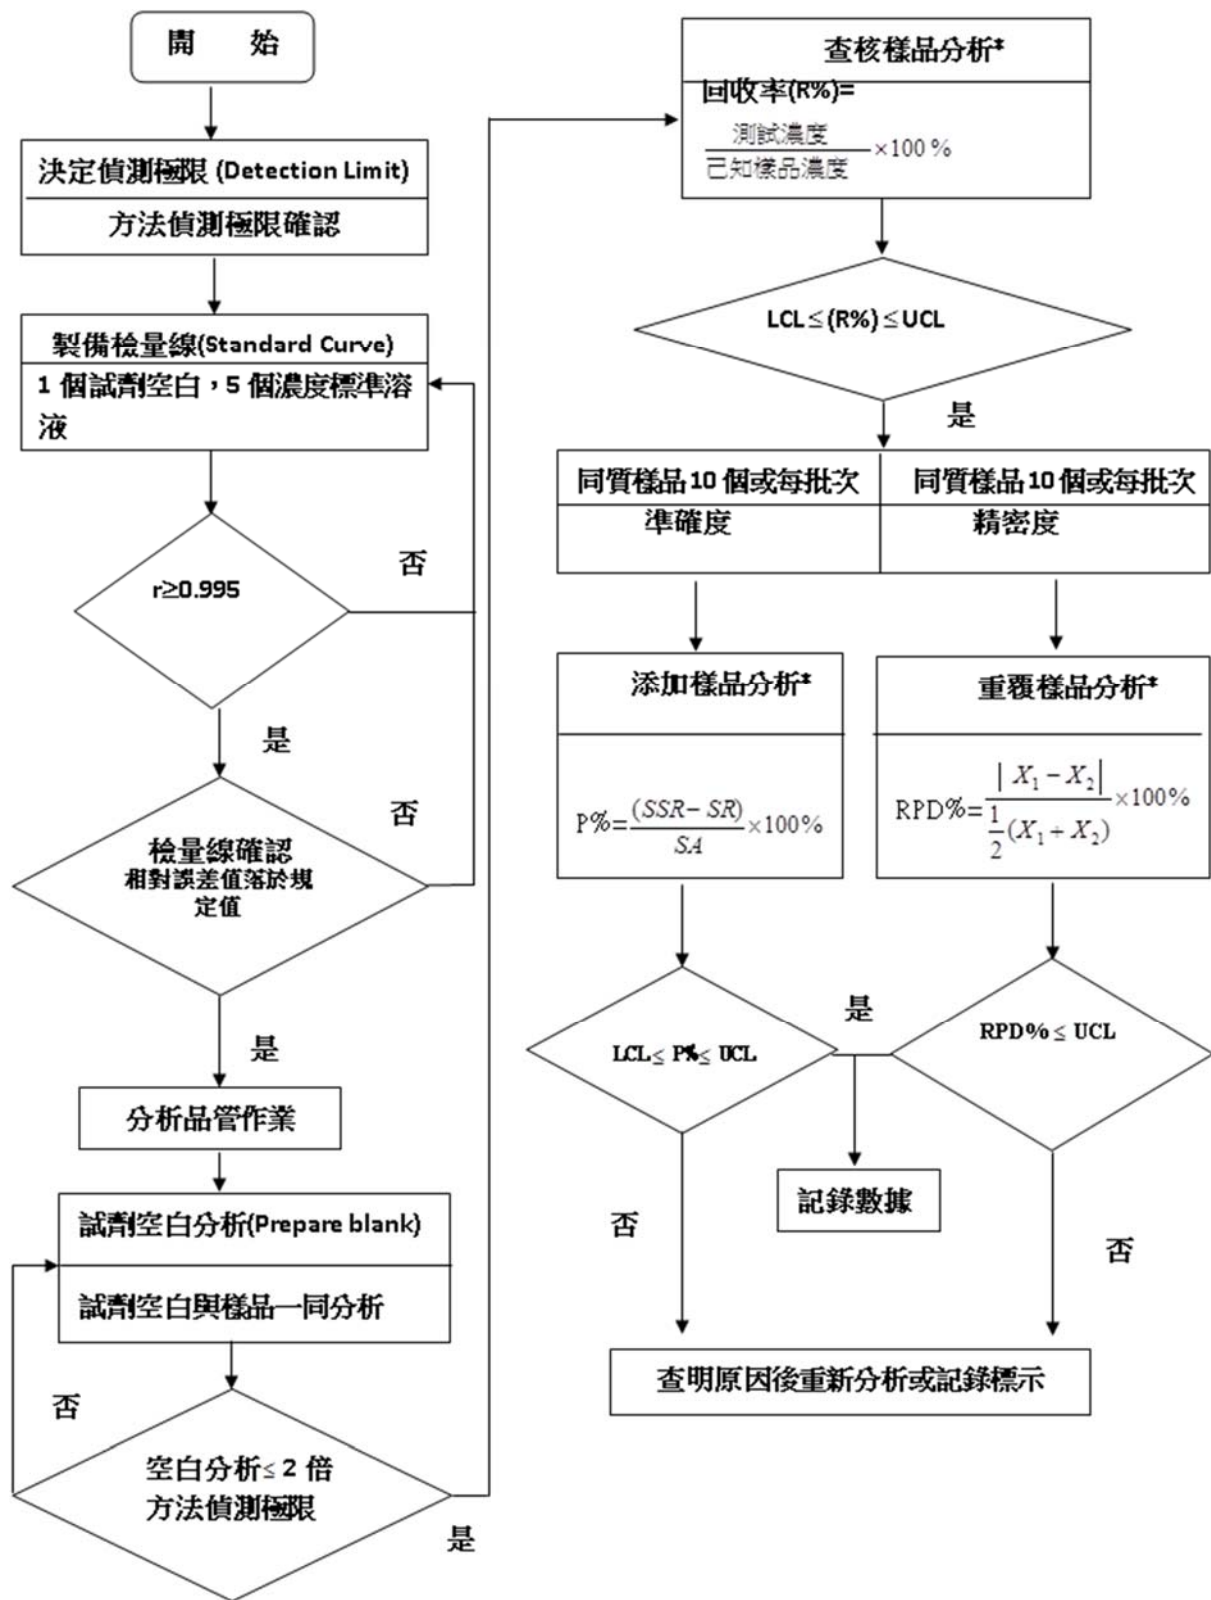 開 始
決定偵測極限 (Detection Limit)
方法偵測極限確認
製備檢量線(Standard Curve)
1 個試劑空白，5 個濃度標準溶
液
r≥0.995
否
是
檢量線確認
相對誤差值落於規
定值
否
是
分析品管作業
試劑空白分析(Prepare blank)
試劑空白與樣品一同分析
否
空白分析≤ 2 倍
方法偵測極限
是
查核樣品分析*
回收率(R%)=
測試濃度
已知樣品濃度
×100 %
LCL ≤ (R%) ≤ UCL
是
同質樣品 10 個或每批次
準確度
同質樣品 10 個或每批次
精密度
添加樣品分析*
P%=(SSR− SR)/SA ×100%
重覆樣品分析*
RPD%=| X₁ − X₂|/½(X₁ + X₂) ×100%
LCL ≤ P% ≤ UCL
是
RPD% ≤ UCL
記錄數據
否
否
查明原因後重新分析或記錄標示